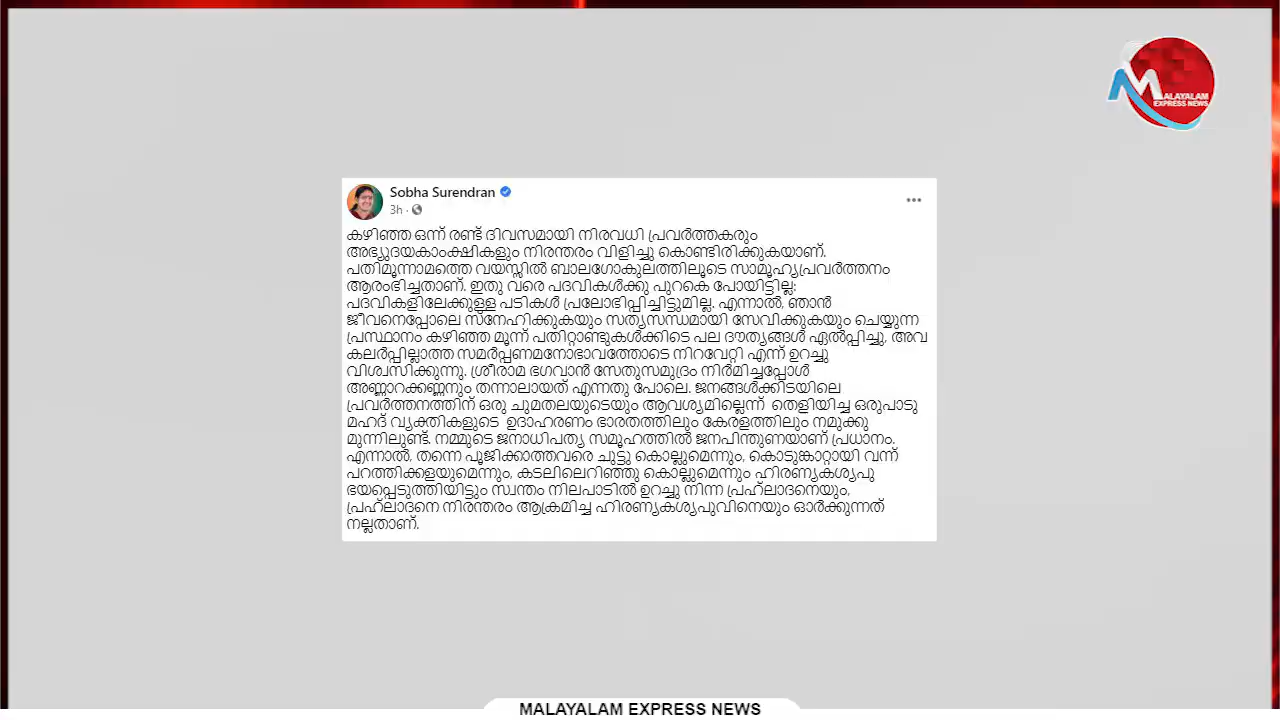 MALAYALAM
EXPRESS NEWS
Sobha Surendran
3h ·
കഴിഞ്ഞ ഒന്ന് രണ്ട് ദിവസമായി നിരവധി പ്രവർത്തകരും
അഭ്യുദയകാംക്ഷികളും നിരന്തരം വിളിച്ചു കൊണ്ടിരിക്കുകയാണ്.
പതിമൂന്നാമത്തെ വയസ്സിൽ ബാലഗോകുലത്തിലൂടെ സാമൂഹ്യപ്രവർത്തനം
ആരംഭിച്ചതാണ്. ഇതു വരെ പദവികൾക്കു പുറകെ പോയിട്ടില്ല;
പദവികളിലേക്കുള്ള പടികൾ പ്രലോഭിപ്പിച്ചിട്ടുമില്ല. എന്നാൽ, ഞാൻ
ജീവനെപ്പോലെ സ്നേഹിക്കുകയും സത്യസന്ധമായി സേവിക്കുകയും ചെയ്യുന്ന
പ്രസ്ഥാനം കഴിഞ്ഞ മൂന്ന് പതിറ്റാണ്ടുകൾക്കിടെ പല ദൗത്യങ്ങൾ ഏൽപ്പിച്ചു. അവ
കലർപ്പില്ലാത്ത സമർപ്പണമനോഭാവത്തോടെ നിറവേറ്റി എന്ന് ഉറച്ചു
വിശ്വസിക്കുന്നു. ശ്രീരാമ ഭഗവാൻ സേതുസമുദ്രം നിർമിച്ചപ്പോൾ
അണ്ണാറക്കണ്ണനും തന്നാലായത് എന്നതു പോലെ. ജനങ്ങൾക്കിടയിലെ
പ്രവർത്തനത്തിന് ഒരു ചുമതലയുടെയും ആവശ്യമില്ലെന്ന് തെളിയിച്ച ഒരുപാടു
മഹദ് വ്യക്തികളുടെ ഉദാഹരണം ഭാരതത്തിലും കേരളത്തിലും നമുക്കു
മുന്നിലുണ്ട്. നമ്മുടെ ജനാധിപത്യ സമൂഹത്തിൽ ജനപിന്തുണയാണ് പ്രധാനം.
എന്നാൽ, തന്നെ പൂജിക്കാത്തവരെ ചുട്ടു കൊല്ലുമെന്നും, കൊടുങ്കാറ്റായി വന്ന്
പറത്തിക്കളയുമെന്നും, കടലിലെറിഞ്ഞു കൊല്ലുമെന്നും ഹിരണ്യകശ്യപു
ഭയപ്പെടുത്തിയിട്ടും സ്വന്തം നിലപാടിൽ ഉറച്ചു നിന്ന പ്രഹ്ലാദനെയും,
പ്രഹ്ലാദനെ നിരന്തരം ആക്രമിച്ച ഹിരണ്യകശ്യപുവിനെയും ഓർക്കുന്നത്
നല്ലതാണ്.
MALAYALAM EXPRESS NEWS